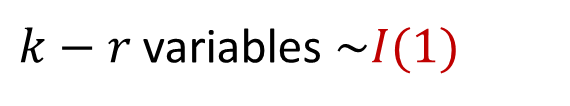 k − r variables ~I(1)